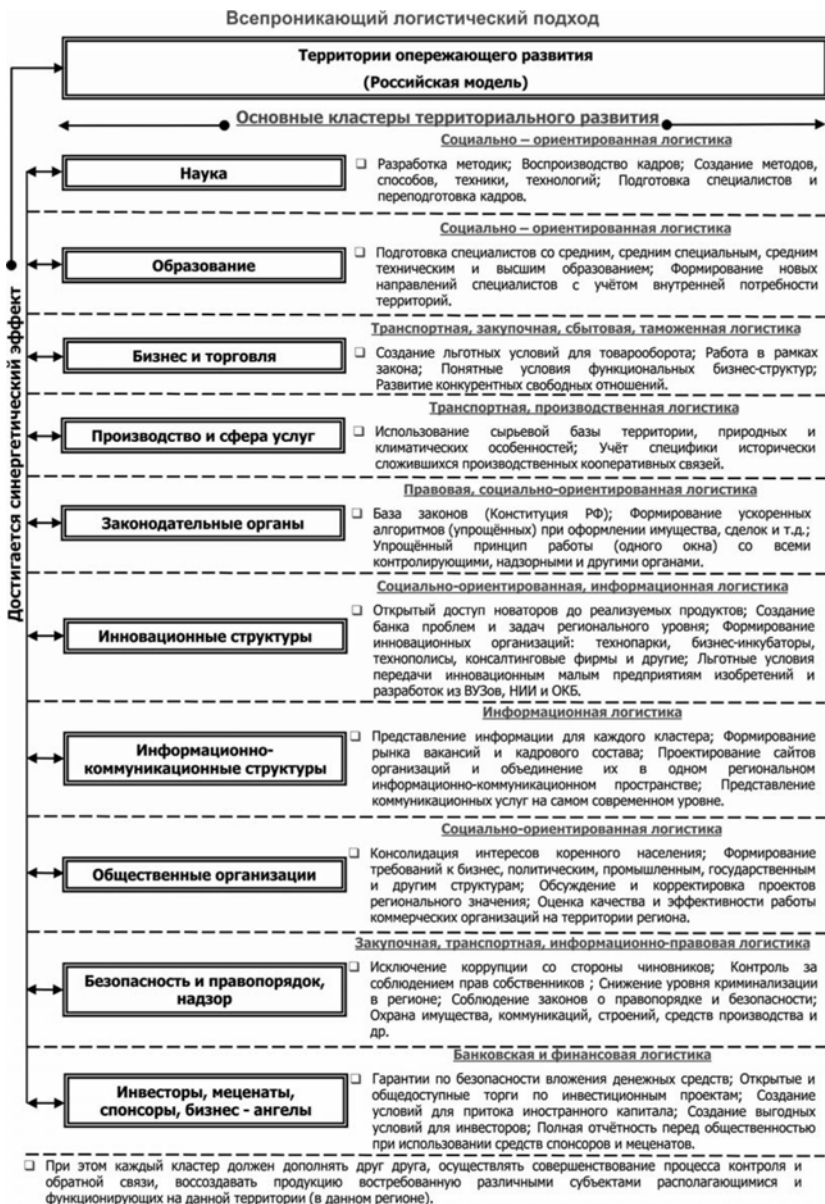 Всепроникающий логистический подход
Территории опережающего развития
(Российская модель)
Основные кластеры территориального развития
Достигается синергетический эффект
Социально – ориентированная логистика
Наука
❑ Разработка методик; Воспроизводство кадров; Создание методов,
способов, техники, технологий; Подготовка специалистов и
переподготовка кадров.
Социально – ориентированная логистика
Образование
❑ Подготовка специалистов со средним, средним специальным, средним
техническим и высшим образованием; Формирование новых
направлений специалистов с учётом внутренней потребности
территорий.
Транспортная, закупочная, сбытовая, таможенная логистика
Бизнес и торговля
❑ Создание льготных условий для товарооборота; Работа в рамках
закона; Понятные условия функциональных бизнес-структур;
Развитие конкурентных свободных отношений.
Транспортная, производственная логистика
Производство и сфера услуг
❑ Использование сырьевой базы территории, природных и
климатических особенностей; Учёт специфики исторически
сложившихся производственных кооперативных связей.
Правовая, социально-ориентированная логистика
Законодательные органы
❑ База законов (Конституция РФ); Формирование ускоренных
алгоритмов (упрощённых) при оформлении имущества, сделок и т.д.;
Упрощённый принцип работы (одного окна) со всеми
контролирующими, надзорными и другими органами.
Социально-ориентированная, информационная логистика
Инновационные структуры
❑ Открытый доступ новаторов до реализуемых продуктов; Создание
банка проблем и задач регионального уровня; Формирование
инновационных организаций: технопарки, бизнес-инкубаторы,
технополисы, консалтинговые фирмы и другие; Льготные условия
передачи инновационным малым предприятиям изобретений и
разработок из ВУЗов, НИИ и ОКБ.
Информационная логистика
Информационно-
коммуникационные структуры
❑ Представление информации для каждого кластера; Формирование
рынка вакансий и кадрового состава; Проектирование сайтов
организаций и объединение их в одном региональном
информационно-коммуникационном пространстве; Представление
коммуникационных услуг на самом современном уровне.
Социально-ориентированная логистика
Общественные организации
❑ Консолидация интересов коренного населения; Формирование
требований к бизнес, политическим, промышленным, государственным
и другим структурам; Обсуждение и корректировка проектов
регионального значения; Оценка качества и эффективности работы
коммерческих организаций на территории региона.
Закупочная, транспортная, информационно-правовая логистика
Безопасность и правопорядок,
надзор
❑ Исключение коррупции со стороны чиновников; Контроль за
соблюдением прав собственников ; Снижение уровня криминализации
в регионе; Соблюдение законов о правопорядке и безопасности;
Охрана имущества, коммуникаций, строений, средств производства и
др.
Банковская и финансовая логистика
Инвесторы, меценаты,
спонсоры, бизнес - ангелы
❑ Гарантии по безопасности вложения денежных средств; Открытые и
общедоступные торги по инвестиционным проектам; Создание
условий для притока иностранного капитала; Создание выгодных
условий для инвесторов; Полная отчётность перед общественностью
при использовании средств спонсоров и меценатов.
❑ При этом каждый кластер должен дополнять друг друга, осуществлять совершенствование процесса контроля и
обратной связи, воссоздавать продукцию востребованную различными субъектами располагающимися и
функционирующих на данной территории (в данном регионе).